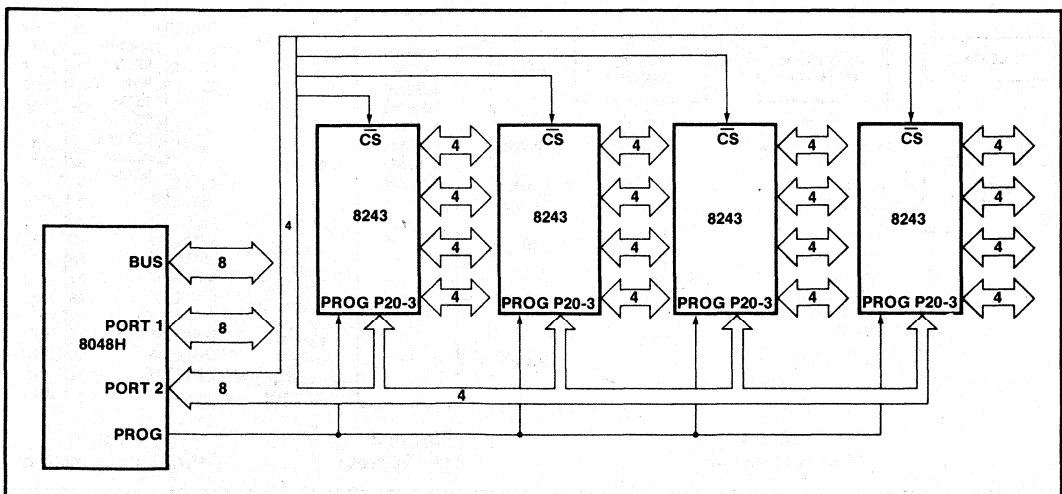 CS CS CS CS
4 4 4 4
4
8243 8243 8243 8243
4 4 4 4
BUS 8
4 4 4 4
PROG P20-3 PROG P20-3 PROG P20-3 PROG P20-3
4 4 4 4
PORT 1 8
8048H
PORT 2 8
4
PROG